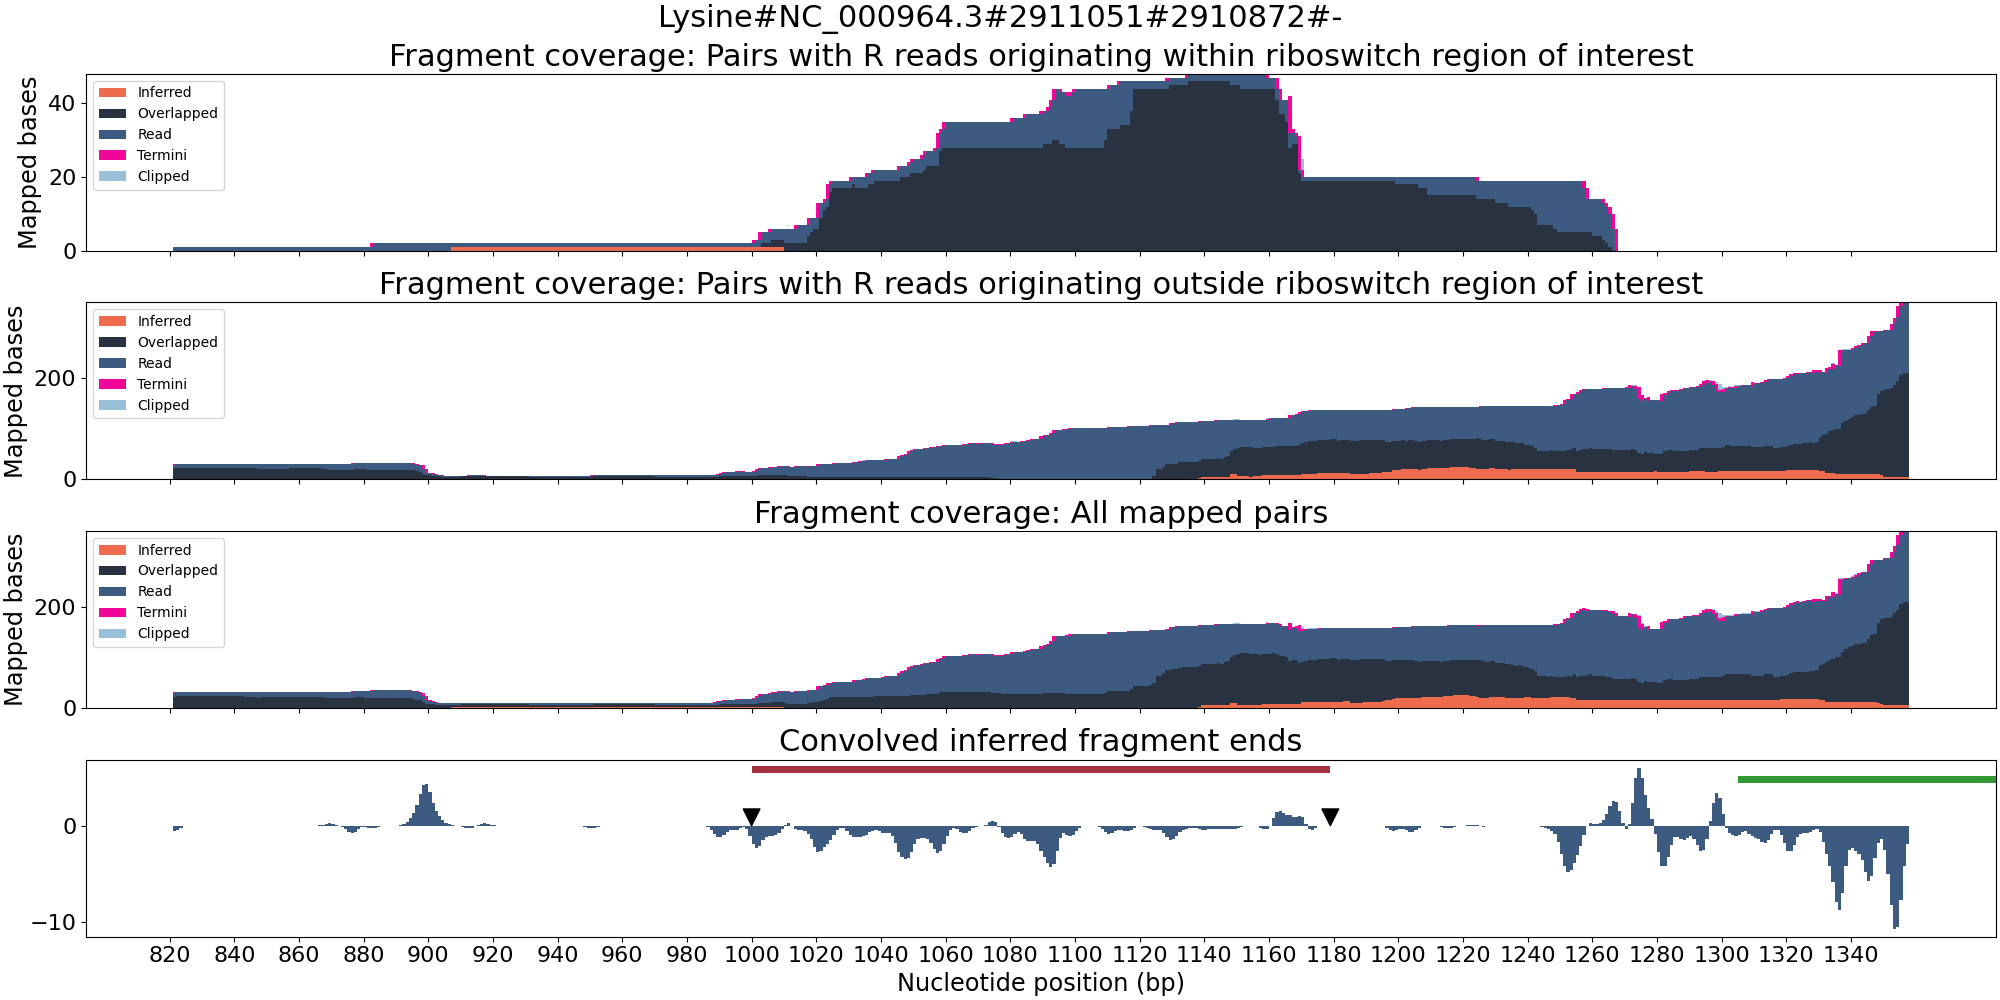 Lysine#NC_000964.3#2911051#2910872#-
Fragment coverage: Pairs with R reads originating within riboswitch region of interest
Mapped bases
40
20
0
Inferred
Overlapped
Read
Termini
Clipped
Fragment coverage: Pairs with R reads originating outside riboswitch region of interest
Mapped bases
200
0
Inferred
Overlapped
Read
Termini
Clipped
Fragment coverage: All mapped pairs
Mapped bases
200
0
Inferred
Overlapped
Read
Termini
Clipped
Convolved inferred fragment ends
0
−10
820 840 860 880 900 920 940 960 980 1000 1020 1040 1060 1080 1100 1120 1140 1160 1180 1200 1220 1240 1260 1280 1300 1320 1340
Nucleotide position (bp)